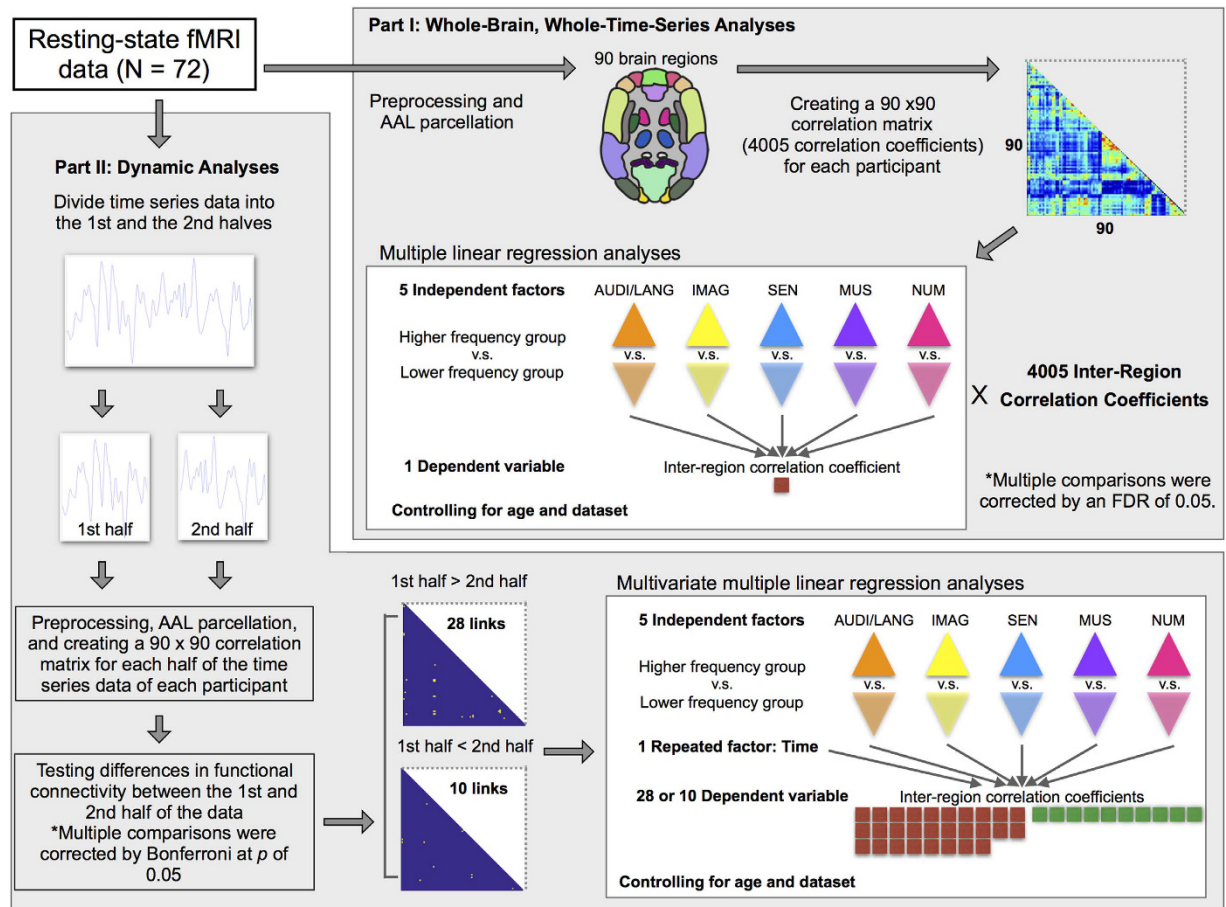 Resting-state fMRI
data (N = 72)
Part I: Whole-Brain, Whole-Time-Series Analyses
90 brain regions
Preprocessing and
AAL parcellation
Creating a 90 x90
correlation matrix
(4005 correlation coefficients)
for each participant
90
90
Multiple linear regression analyses
5 Independent factors
AUDI/LANG IMAG SEN MUS NUM
Higher frequency group
v.s.
Lower frequency group
v.s. v.s. v.s. v.s. v.s.
1 Dependent variable
Inter-region correlation coefficient
Controlling for age and dataset
X
4005 Inter-Region
Correlation Coefficients
*Multiple comparisons were
corrected by an FDR of 0.05.
Part II: Dynamic Analyses
Divide time series data into
the 1st and the 2nd halves
1st half
2nd half
Preprocessing, AAL parcellation,
and creating a 90 x 90 correlation
matrix for each half of the time
series data of each participant
Testing differences in functional
connectivity between the 1st and
2nd half of the data
*Multiple comparisons were
corrected by Bonferroni at p of
0.05
1st half > 2nd half
28 links
1st half < 2nd half
10 links
Multivariate multiple linear regression analyses
5 Independent factors
AUDI/LANG IMAG SEN MUS NUM
Higher frequency group
v.s.
Lower frequency group
v.s. v.s. v.s. v.s. v.s.
1 Repeated factor: Time
28 or 10 Dependent variable
Inter-region correlation coefficients
Controlling for age and dataset